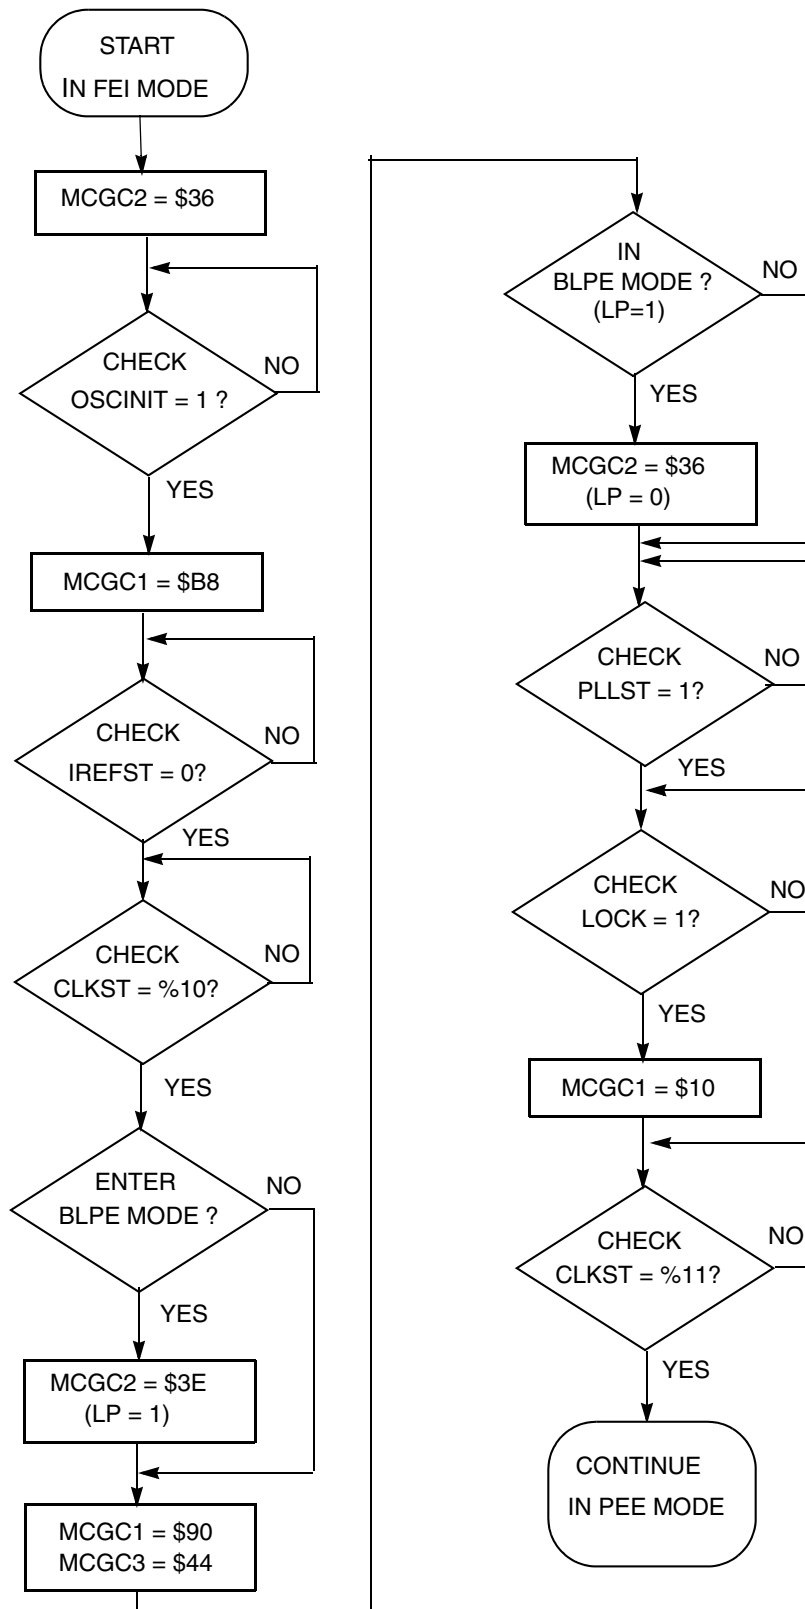 START
IN FEI MODE
MCGC2 = $36
CHECK
OSCINIT = 1 ?
NO
YES
MCGC1 = $B8
CHECK
IREFST = 0?
NO
YES
CHECK
CLKST = %10?
NO
YES
ENTER
BLPE MODE ?
NO
YES
MCGC2 = $3E
(LP = 1)
MCGC1 = $90
MCGC3 = $44
IN
BLPE MODE ?
(LP=1)
NO
YES
MCGC2 = $36
(LP = 0)
CHECK
PLLST = 1?
NO
YES
CHECK
LOCK = 1?
NO
YES
MCGC1 = $10
CHECK
CLKST = %11?
NO
YES
CONTINUE
IN PEE MODE